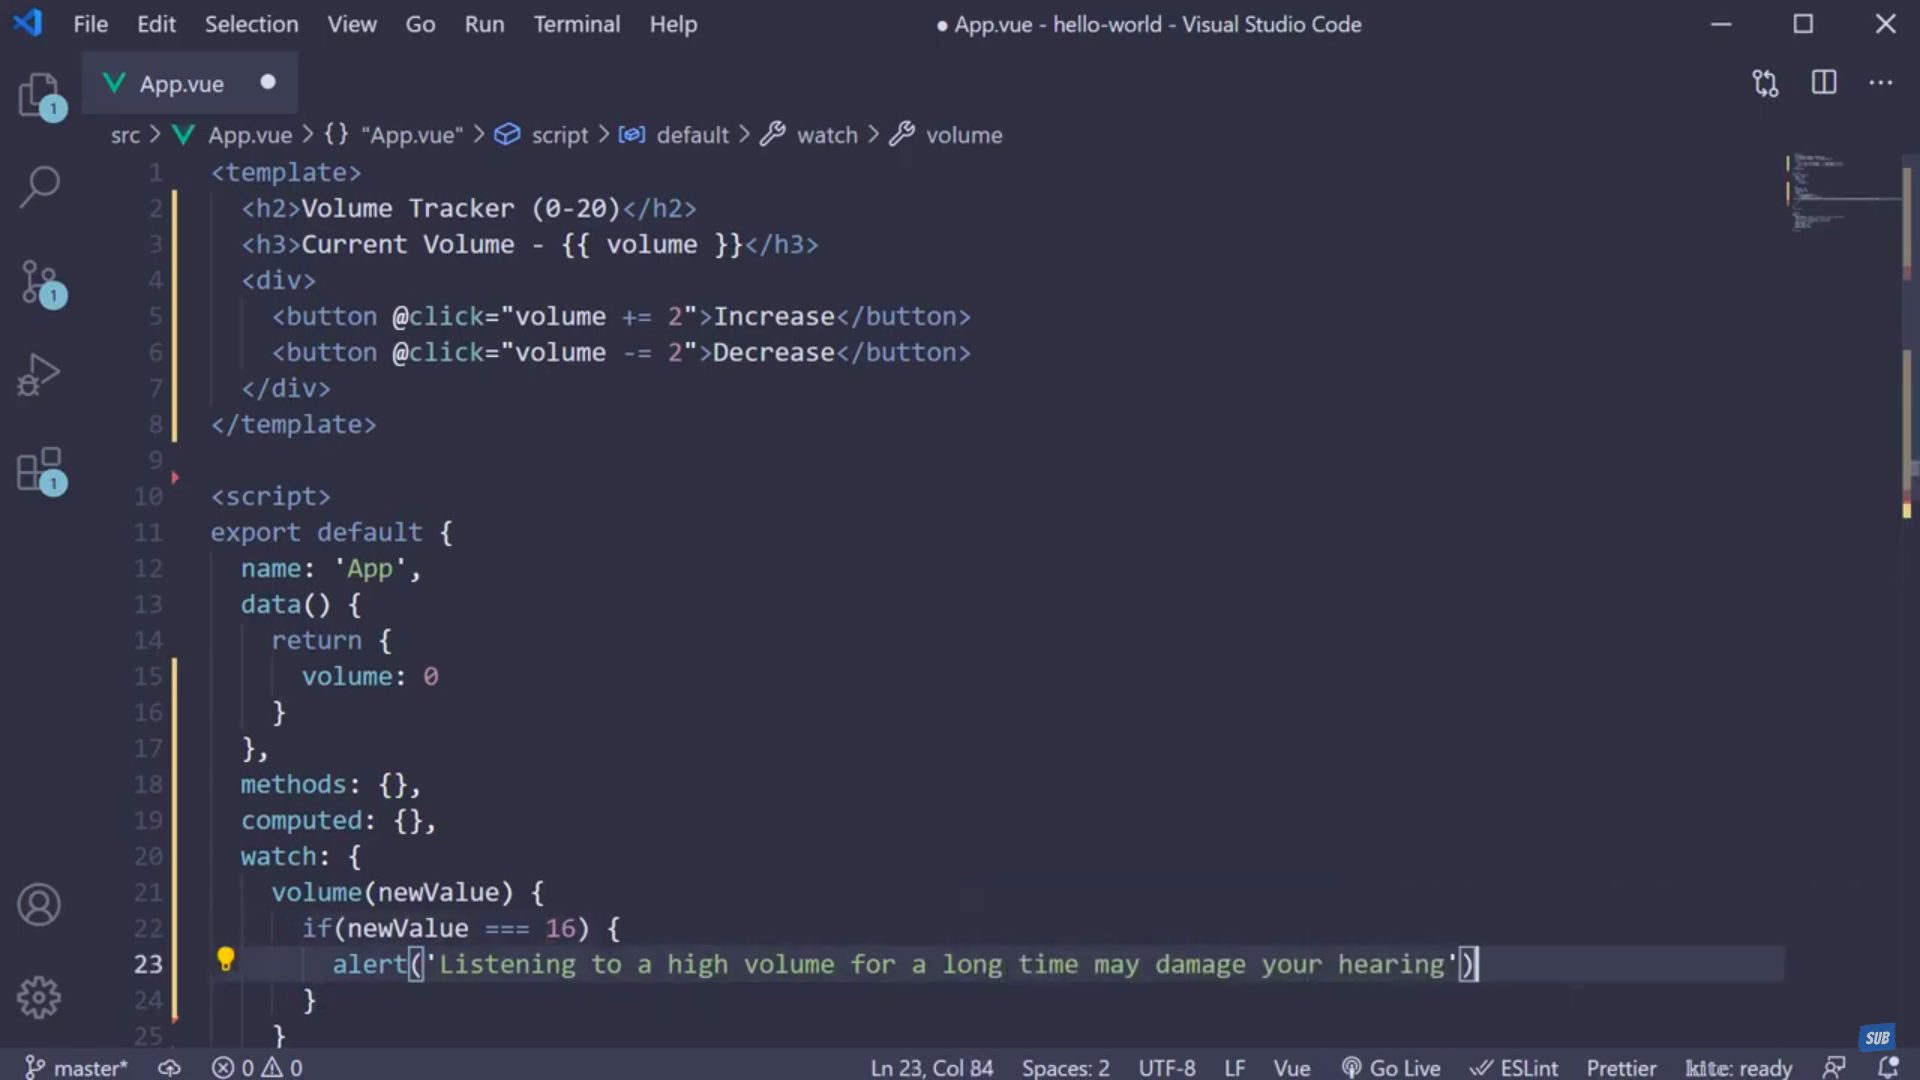 File Edit Selection View Go Run Terminal Help ● App.vue - hello-world - Visual Studio Code
App.vue
src > App.vue > {} "App.vue" > script > default > watch > volume
1 <template>
2 <h2>Volume Tracker (0-20)</h2>
3 <h3>Current Volume - {{ volume }}</h3>
4 <div>
5 <button @click="volume += 2">Increase</button>
6 <button @click="volume -= 2">Decrease</button>
7 </div>
8 </template>
9
10 <script>
11 export default {
12 name: 'App',
13 data() {
14 return {
15 volume: 0
16 }
17 },
18 methods: {},
19 computed: {},
20 watch: {
21 volume(newValue) {
22 if(newValue === 16) {
23 alert('Listening to a high volume for a long time may damage your hearing')
24 }
25 }
1
1
1
SUB
master* 0 0 Ln 23, Col 84 Spaces: 2 UTF-8 LF Vue Go Live ESLint Prettier kite: ready